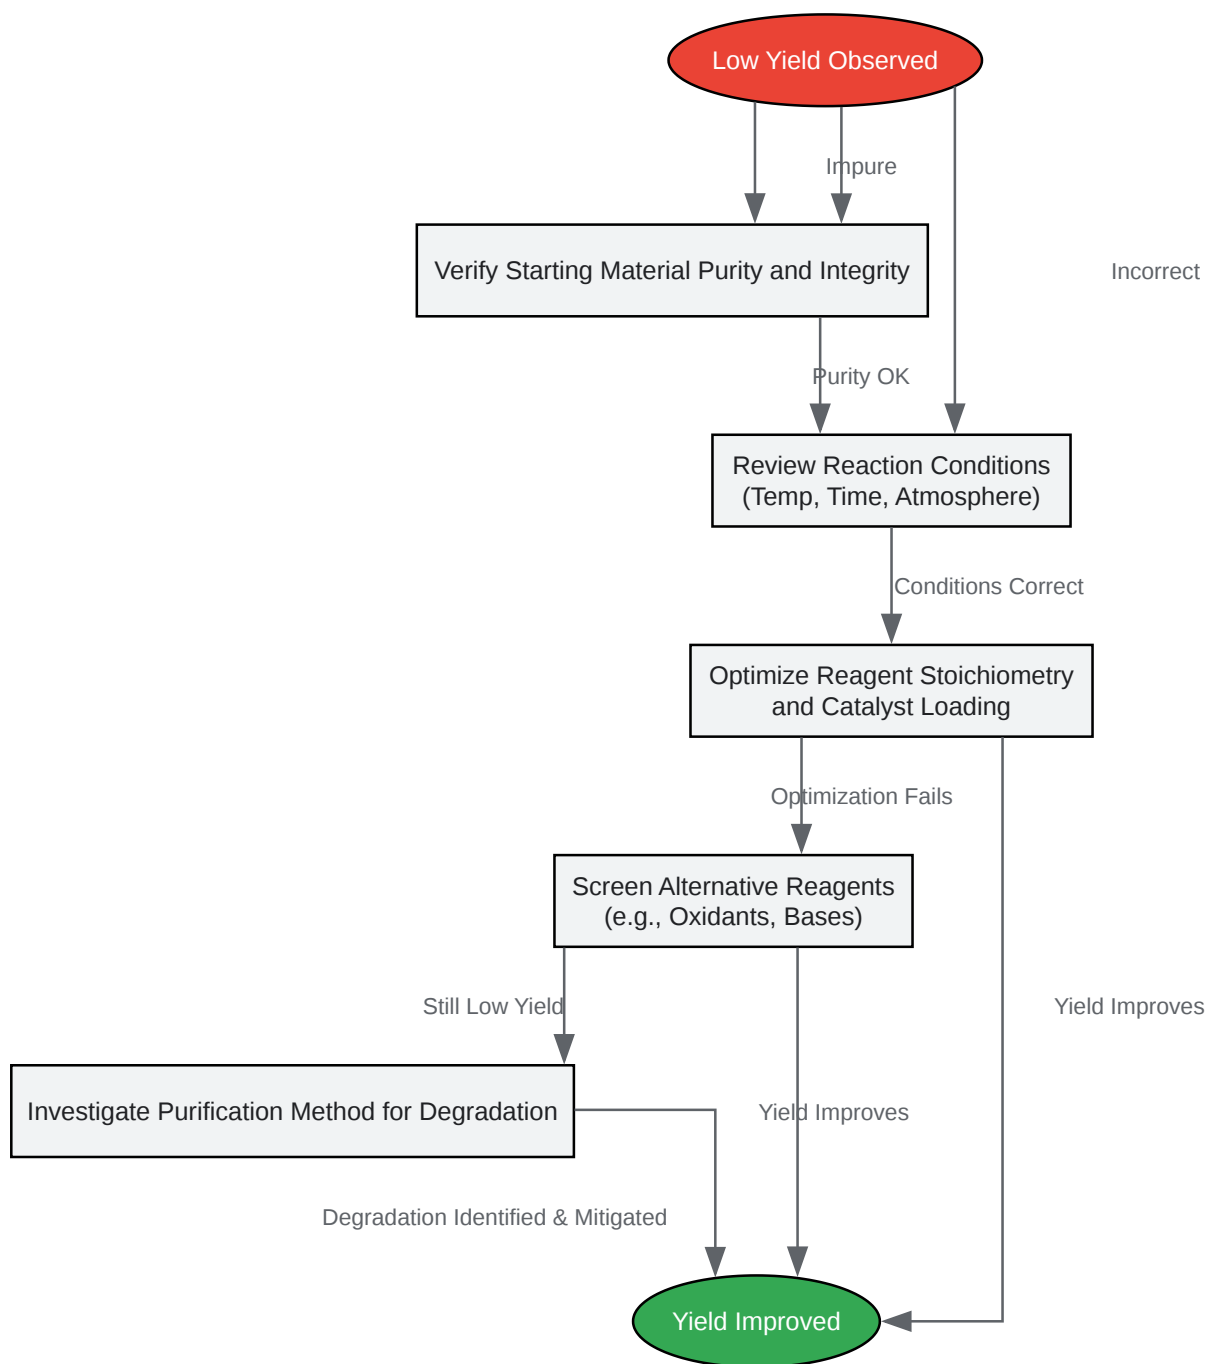 Low Yield Observed
Impure
Verify Starting Material Purity and Integrity
Incorrect
Purity OK
Review Reaction Conditions
(Temp, Time, Atmosphere)
Conditions Correct
Optimize Reagent Stoichiometry
and Catalyst Loading
Optimization Fails
Screen Alternative Reagents
(e.g., Oxidants, Bases)
Still Low Yield
Yield Improves
Investigate Purification Method for Degradation
Yield Improves
Degradation Identified & Mitigated
Yield Improved